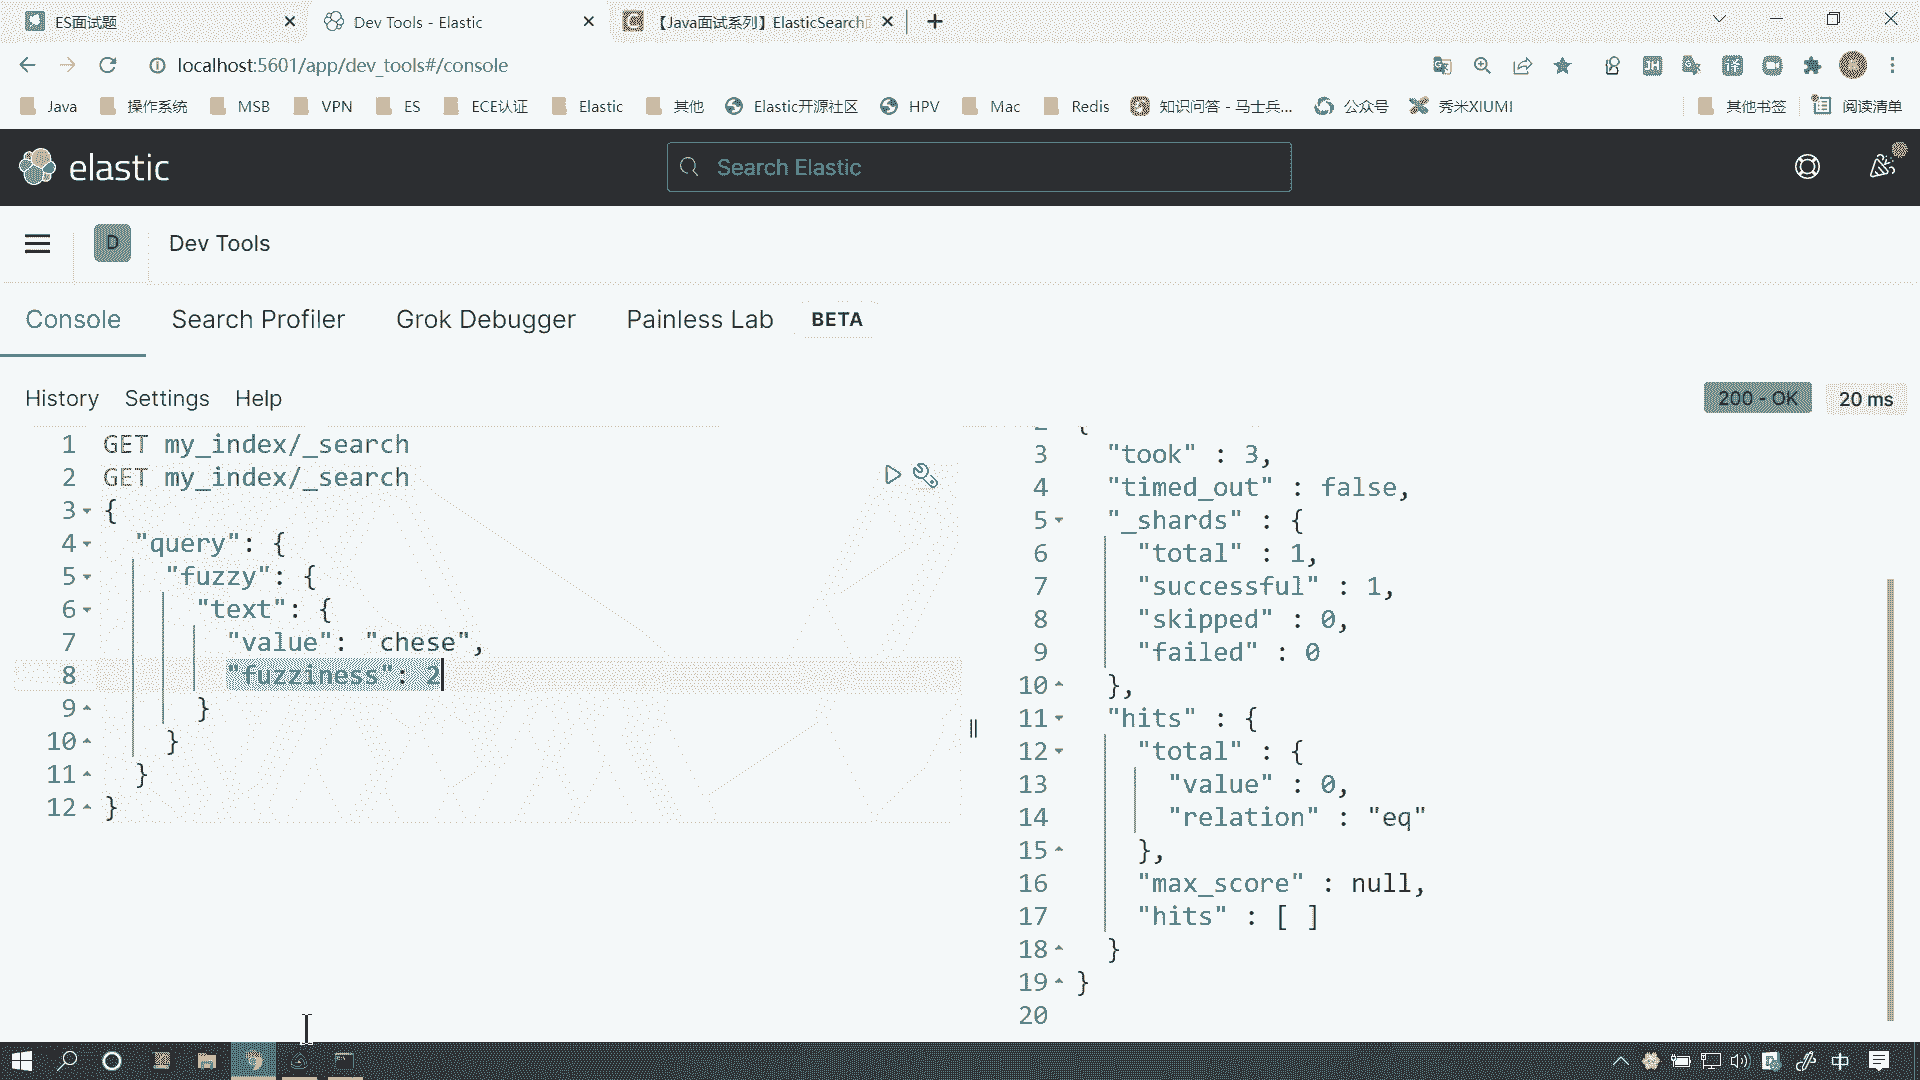 ES面试题
Dev Tools - Elastic
【Java面试系列】ElasticSearch
localhost:5601/app/dev_tools#/console
Java 操作系统 MSB VPN ES ECE认证 Elastic 其他 Elastic开源社区 HPV Mac Redis 知识问答 - 马士兵... 公众号 秀米XIUMI 其他书签 阅读清单
elastic
Search Elastic
D Dev Tools
Console Search Profiler Grok Debugger Painless Lab BETA
History Settings Help
200 - OK 20 ms
1 GET my_index/_search
2 GET my_index/_search
3 {
4 "query": {
5 "fuzzy": {
6 "text": {
7 "value": "chese",
8 "fuzziness": 2
9 }
10 }
11 }
12 }
2 {
3 "took" : 3,
4 "timed_out" : false,
5 "_shards" : {
6 "total" : 1,
7 "successful" : 1,
8 "skipped" : 0,
9 "failed" : 0
10 },
11 "hits" : {
12 "total" : {
13 "value" : 0,
14 "relation" : "eq"
15 },
16 "max_score" : null,
17 "hits" : [ ]
18 }
19 }
20
中